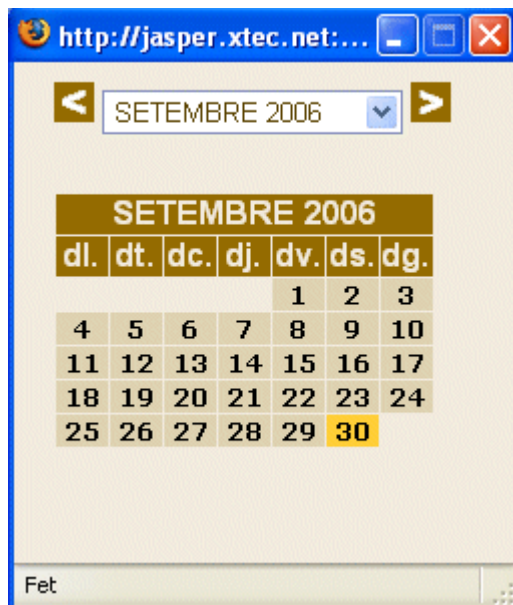 http://jasper.xtec.net:...
< SETEMBRE 2006 >
SETEMBRE 2006
dl. dt. dc. dj. dv. ds. dg.
1 2 3
4 5 6 7 8 9 10
11 12 13 14 15 16 17
18 19 20 21 22 23 24
25 26 27 28 29 30
Fet